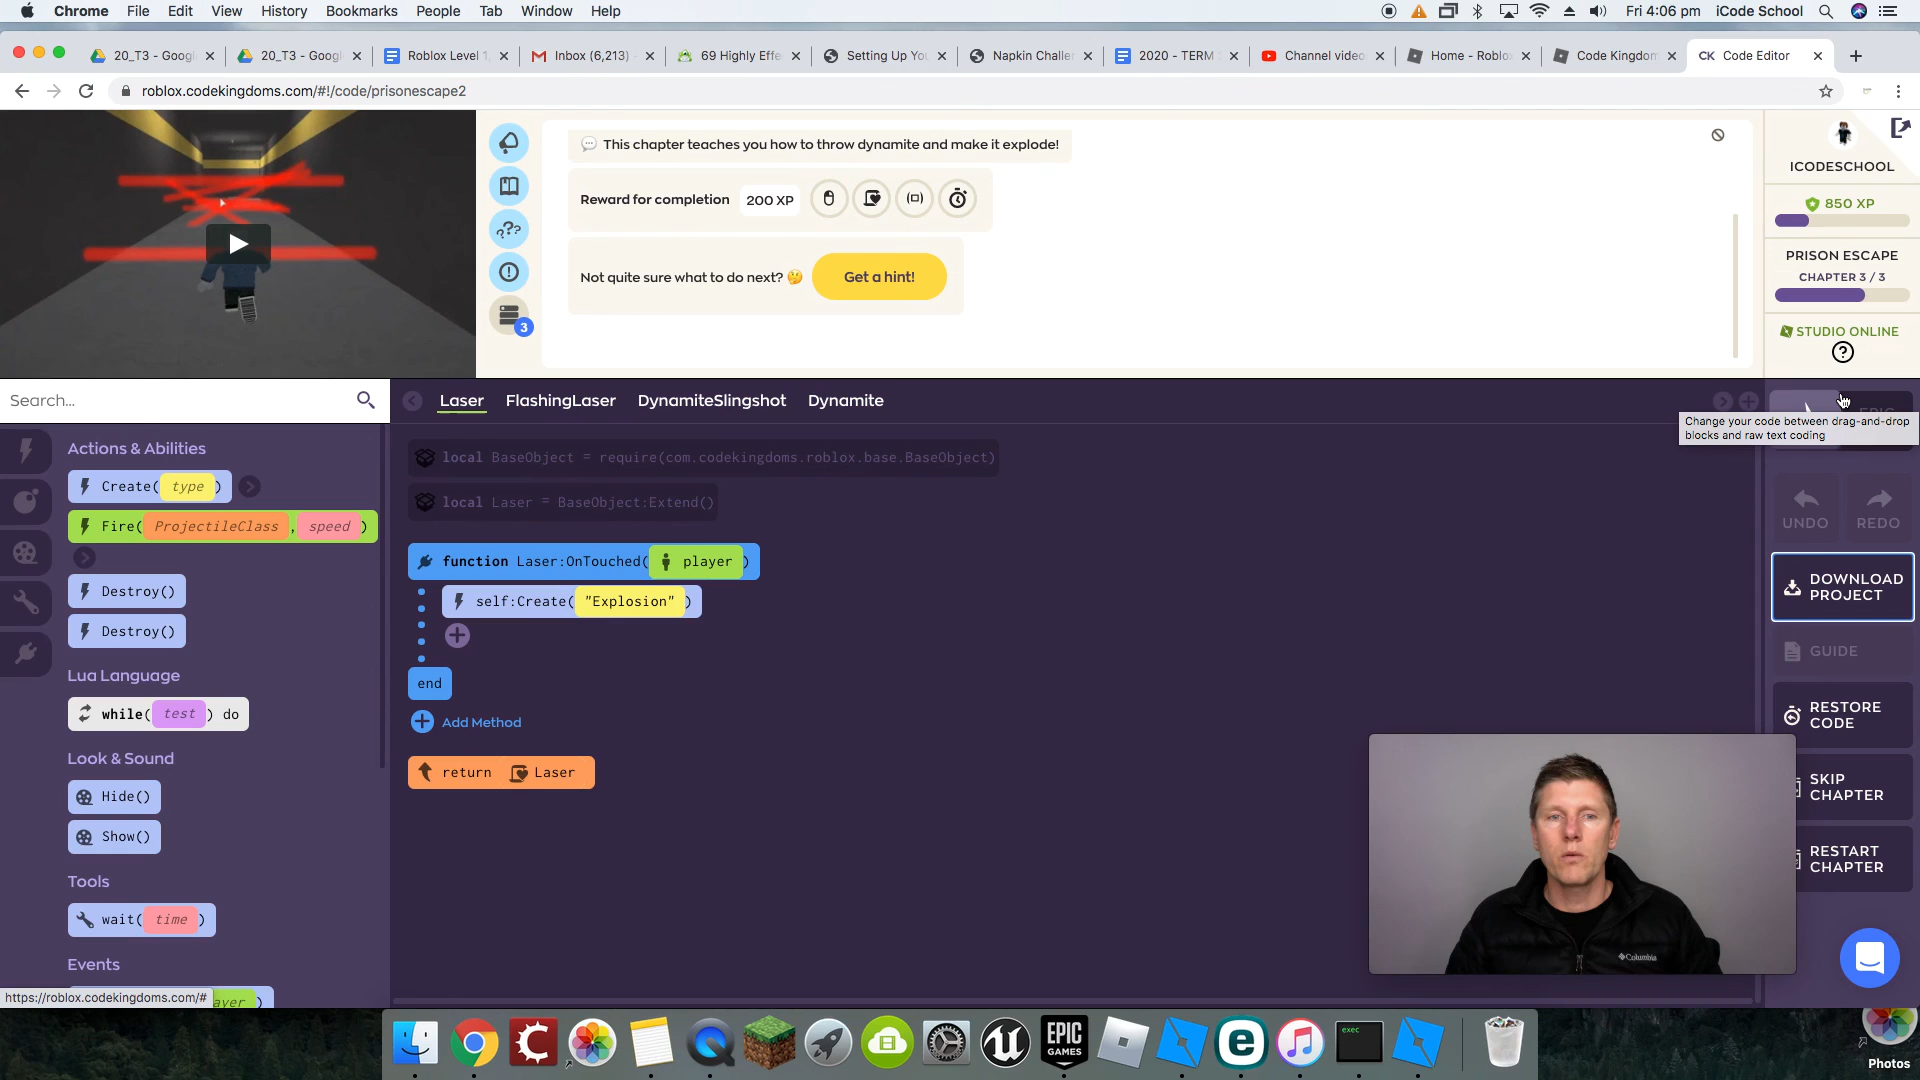 Chrome File Edit View History Bookmarks People Tab Window Help
Fri 4:06 pm iCode School
20_T3 - Googl
20_T3 - Googl
Roblox Level 1
Inbox (6,213)
69 Highly Effe
Setting Up You
Napkin Challen
2020 - TERM
Channel video
Home - Roblo
Code Kingdom
CK Code Editor
roblox.codekingdoms.com/#!/code/prisonescape2
This chapter teaches you how to throw dynamite and make it explode!
Reward for completion 200 XP
Not quite sure what to do next? 🤔 Get a hint!
3
ICODESCHOOL
850 XP
PRISON ESCAPE
CHAPTER 3 / 3
STUDIO ONLINE
Search...
Laser FlashingLaser DynamiteSlingshot Dynamite
Change your code between drag-and-drop
blocks and raw text coding
Actions & Abilities
Create( type )
Fire( ProjectileClass , speed )
Destroy()
Destroy()
Lua Language
while( test ) do
Look & Sound
Hide()
Show()
Tools
wait( time )
Events
ayer )
https://roblox.codekingdoms.com/#
local BaseObject = require(com.codekingdoms.roblox.base.BaseObject)
local Laser = BaseObject:Extend()
function Laser:OnTouched( player )
self:Create( "Explosion" )
end
Add Method
return Laser
UNDO REDO
DOWNLOAD
PROJECT
GUIDE
RESTORE
CODE
SKIP
CHAPTER
RESTART
CHAPTER
Columbia
EPIC
GAMES
exec
Photos